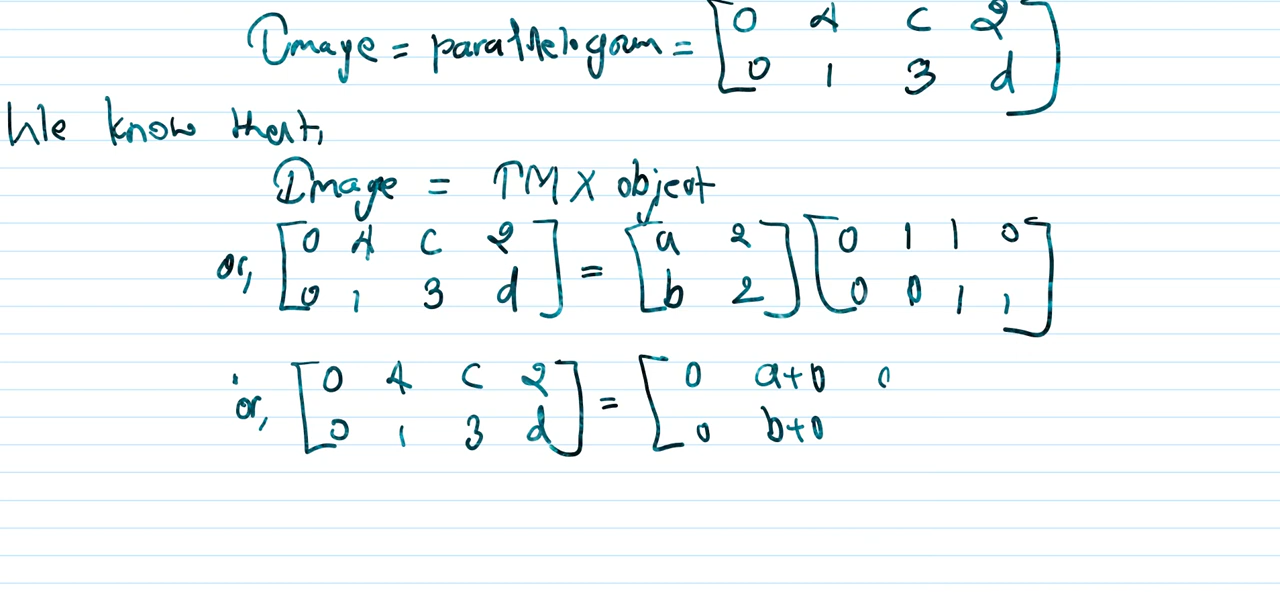 Image = parallelogram = [0 4 c 2
0 1 3 d]
We know that,
Image = TM X object
or, [0 4 c 2 = [a 2 [0 1 1 0
0 1 3 d] b 2] 0 0 1 1]
or, [0 4 c 2 = [0 a+0
0 1 3 d] 0 b+0